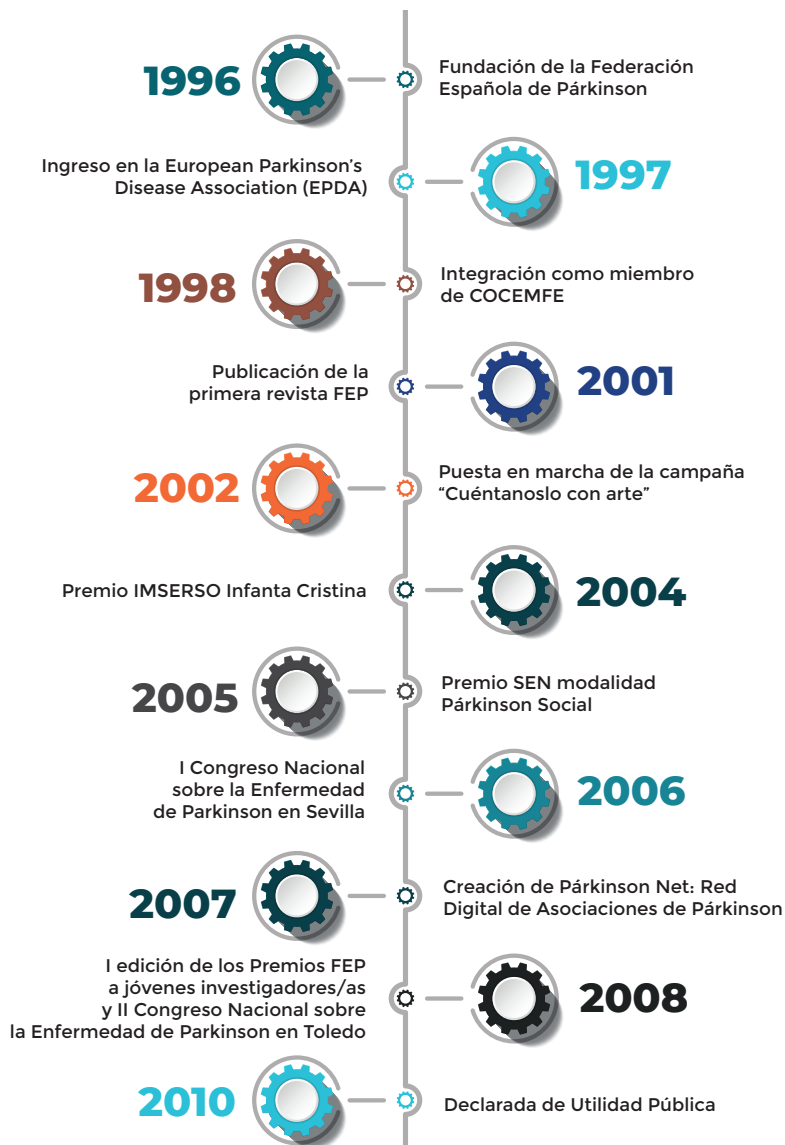 1996
Fundación de la Federación
Española de Párkinson
Ingreso en la European Parkinson's
Disease Association (EPDA)
1997
1998
Integración como miembro
de COCEMFE
Publicación de la
primera revista FEP
2001
2002
Puesta en marcha de la campaña
“Cuéntanoslo con arte”
Premio IMSERSO Infanta Cristina
2004
2005
Premio SEN modalidad
Párkinson Social
I Congreso Nacional
sobre la Enfermedad
de Parkinson en Sevilla
2006
2007
Creación de Párkinson Net: Red
Digital de Asociaciones de Párkinson
I edición de los Premios FEP
a jóvenes investigadores/as
y II Congreso Nacional sobre
la Enfermedad de Parkinson en Toledo
2008
2010
Declarada de Utilidad Pública